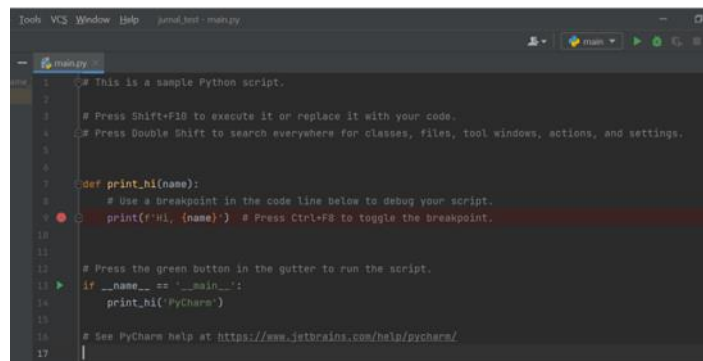 Tools VCS Window Help jurnal_test - main.py
main
main.py
1 # This is a sample Python script.
2
3 # Press Shift+F10 to execute it or replace it with your code.
4 # Press Double Shift to search everywhere for classes, files, tool windows, actions, and settings.
5
6
7 def print_hi(name):
8 # Use a breakpoint in the code line below to debug your script.
9 print(f'Hi, {name}') # Press Ctrl+F8 to toggle the breakpoint.
10
11
12 # Press the green button in the gutter to run the script.
13 if __name__ == '__main__':
14 print_hi('PyCharm')
15
16 # See PyCharm help at https://www.jetbrains.com/help/pycharm/
17